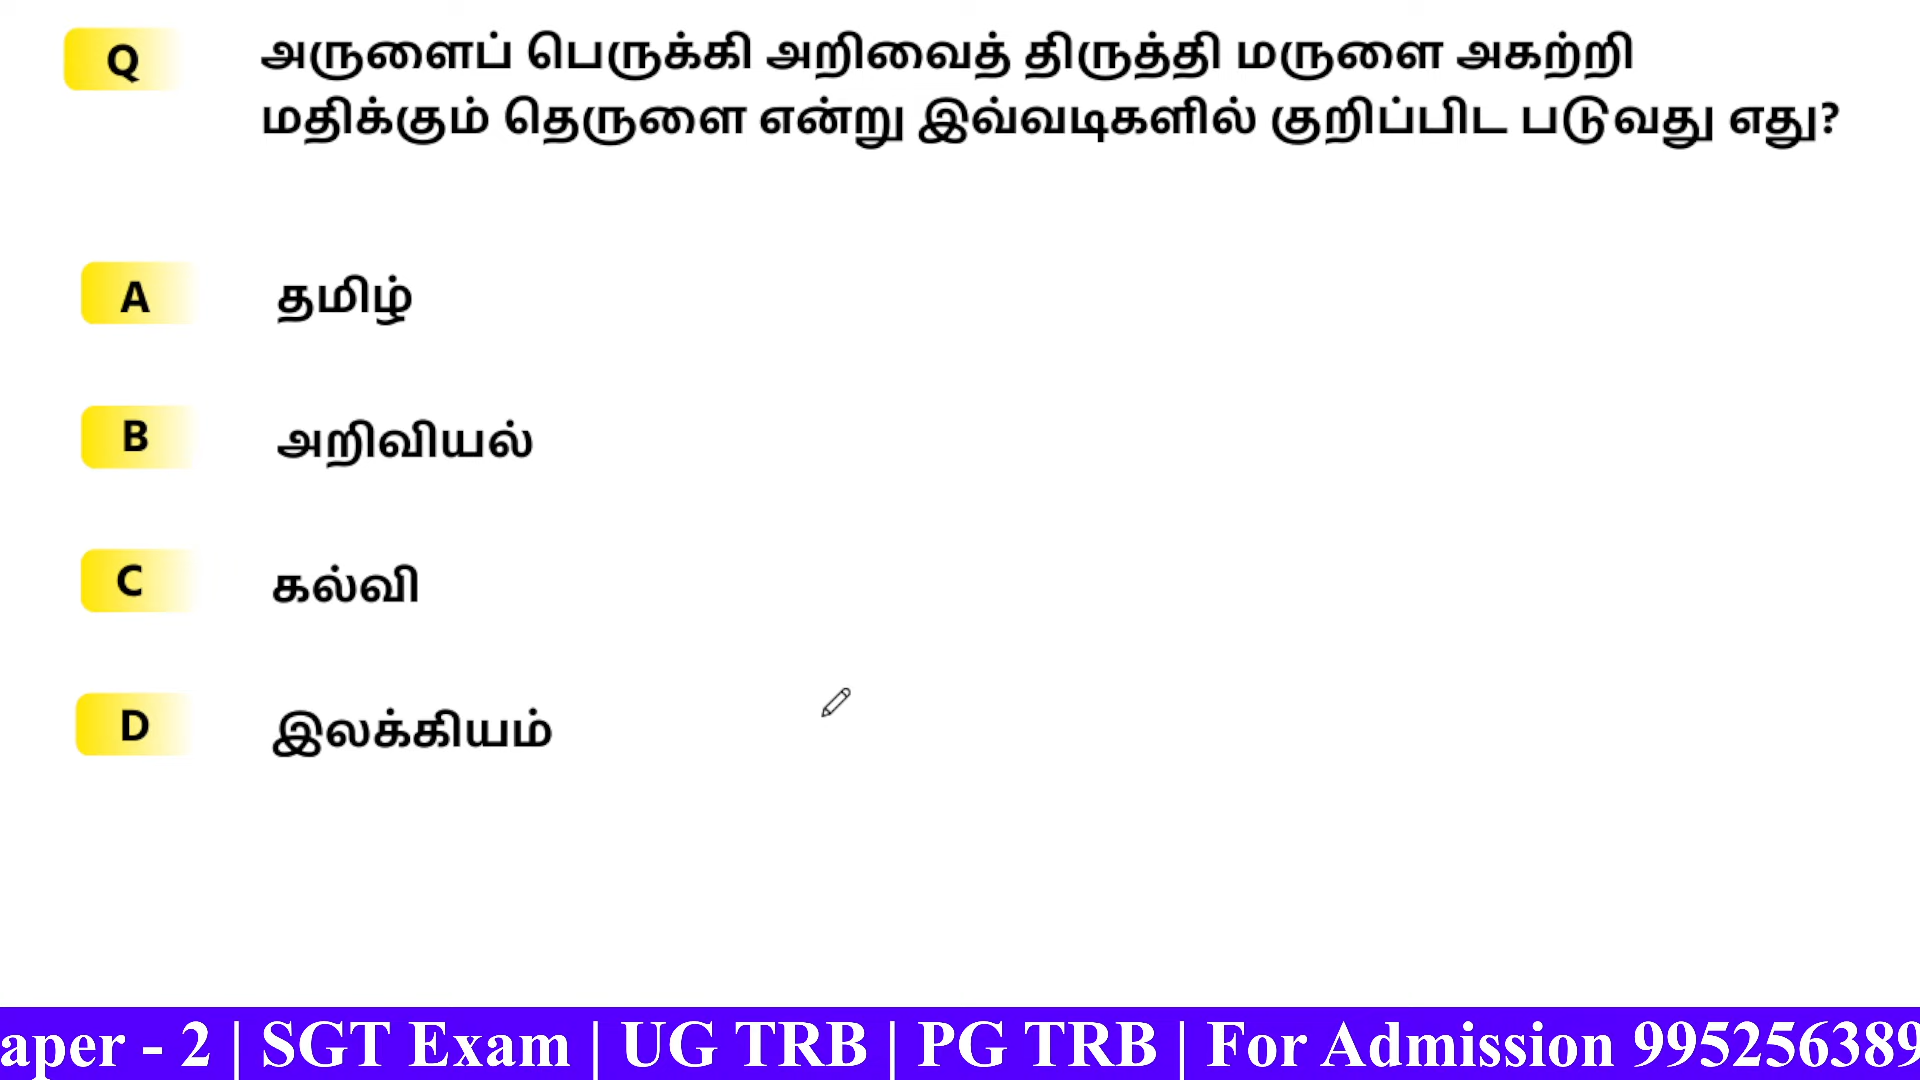 Q அருளைப் பெருக்கி அறிவைத் திருத்தி மருளை அகற்றி
மதிக்கும் தெருளை என்று இவ்வடிகளில் குறிப்பிட படுவது எது?
A தமிழ்
B அறிவியல்
C கல்வி
D இலக்கியம்
aper - 2 | SGT Exam | UG TRB | PG TRB | For Admission 995256389